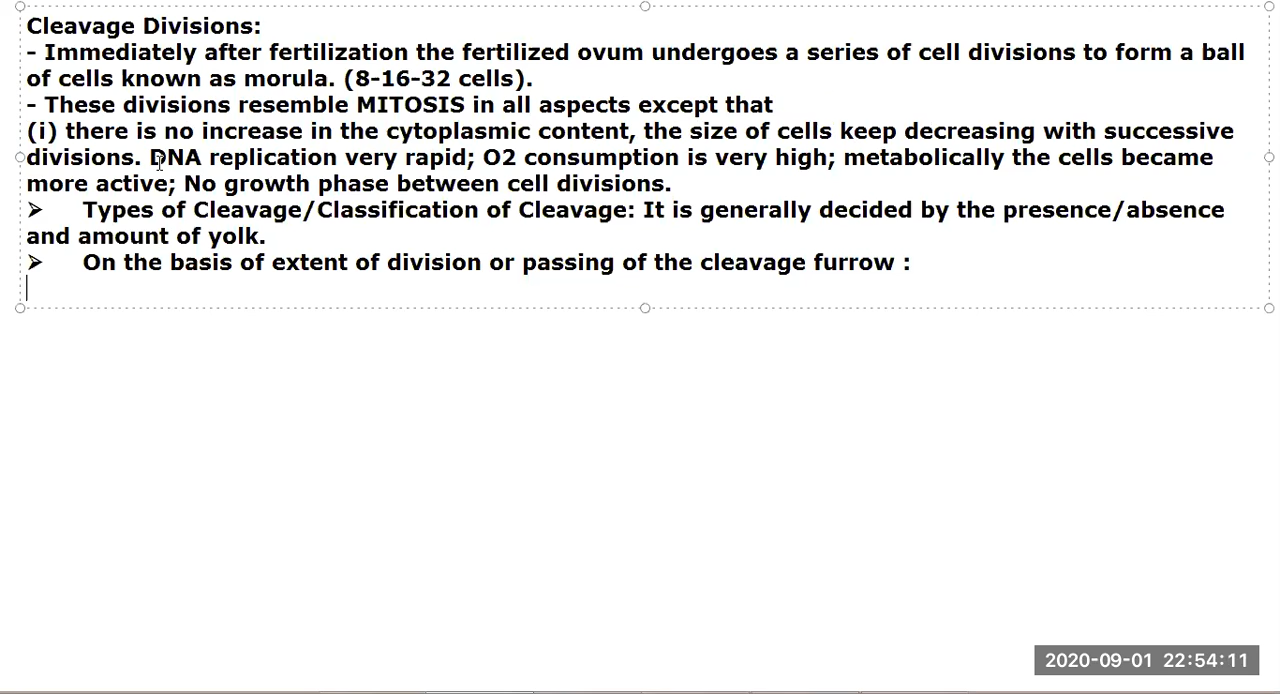 Cleavage Divisions:
- Immediately after fertilization the fertilized ovum undergoes a series of cell divisions to form a ball
of cells known as morula. (8-16-32 cells).
- These divisions resemble MITOSIS in all aspects except that
(i) there is no increase in the cytoplasmic content, the size of cells keep decreasing with successive
divisions. DNA replication very rapid; O2 consumption is very high; metabolically the cells became
more active; No growth phase between cell divisions.
➢ Types of Cleavage/Classification of Cleavage: It is generally decided by the presence/absence
and amount of yolk.
➢ On the basis of extent of division or passing of the cleavage furrow :
2020-09-01 22:54:11